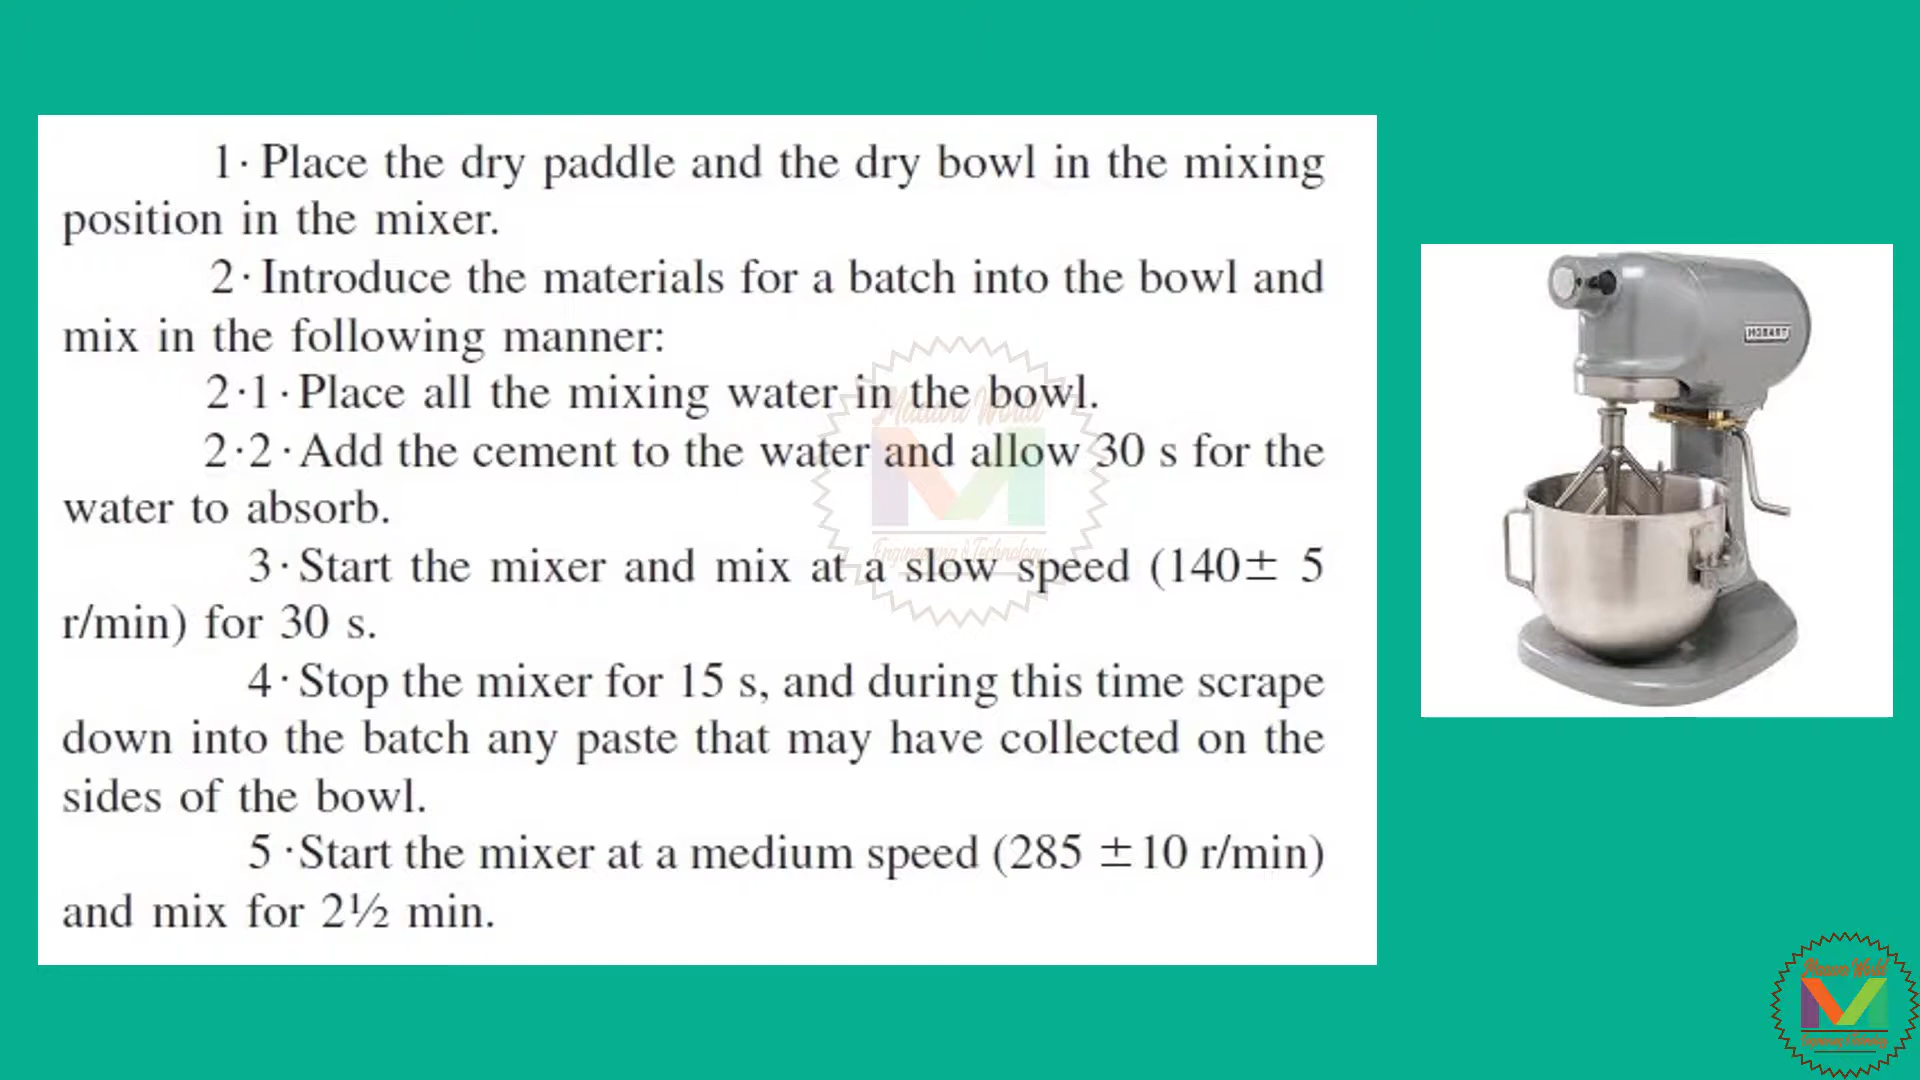 1· Place the dry paddle and the dry bowl in the mixing
position in the mixer.
2· Introduce the materials for a batch into the bowl and
mix in the following manner:
2·1·Place all the mixing water in the bowl.
2·2·Add the cement to the water and allow 30 s for the
water to absorb.
3·Start the mixer and mix at a slow speed (140± 5
r/min) for 30 s.
4·Stop the mixer for 15 s, and during this time scrape
down into the batch any paste that may have collected on the
sides of the bowl.
5·Start the mixer at a medium speed (285 ±10 r/min)
and mix for 2½ min.
HOBART
World
Engineering & Technology
World
Engineering & Technology